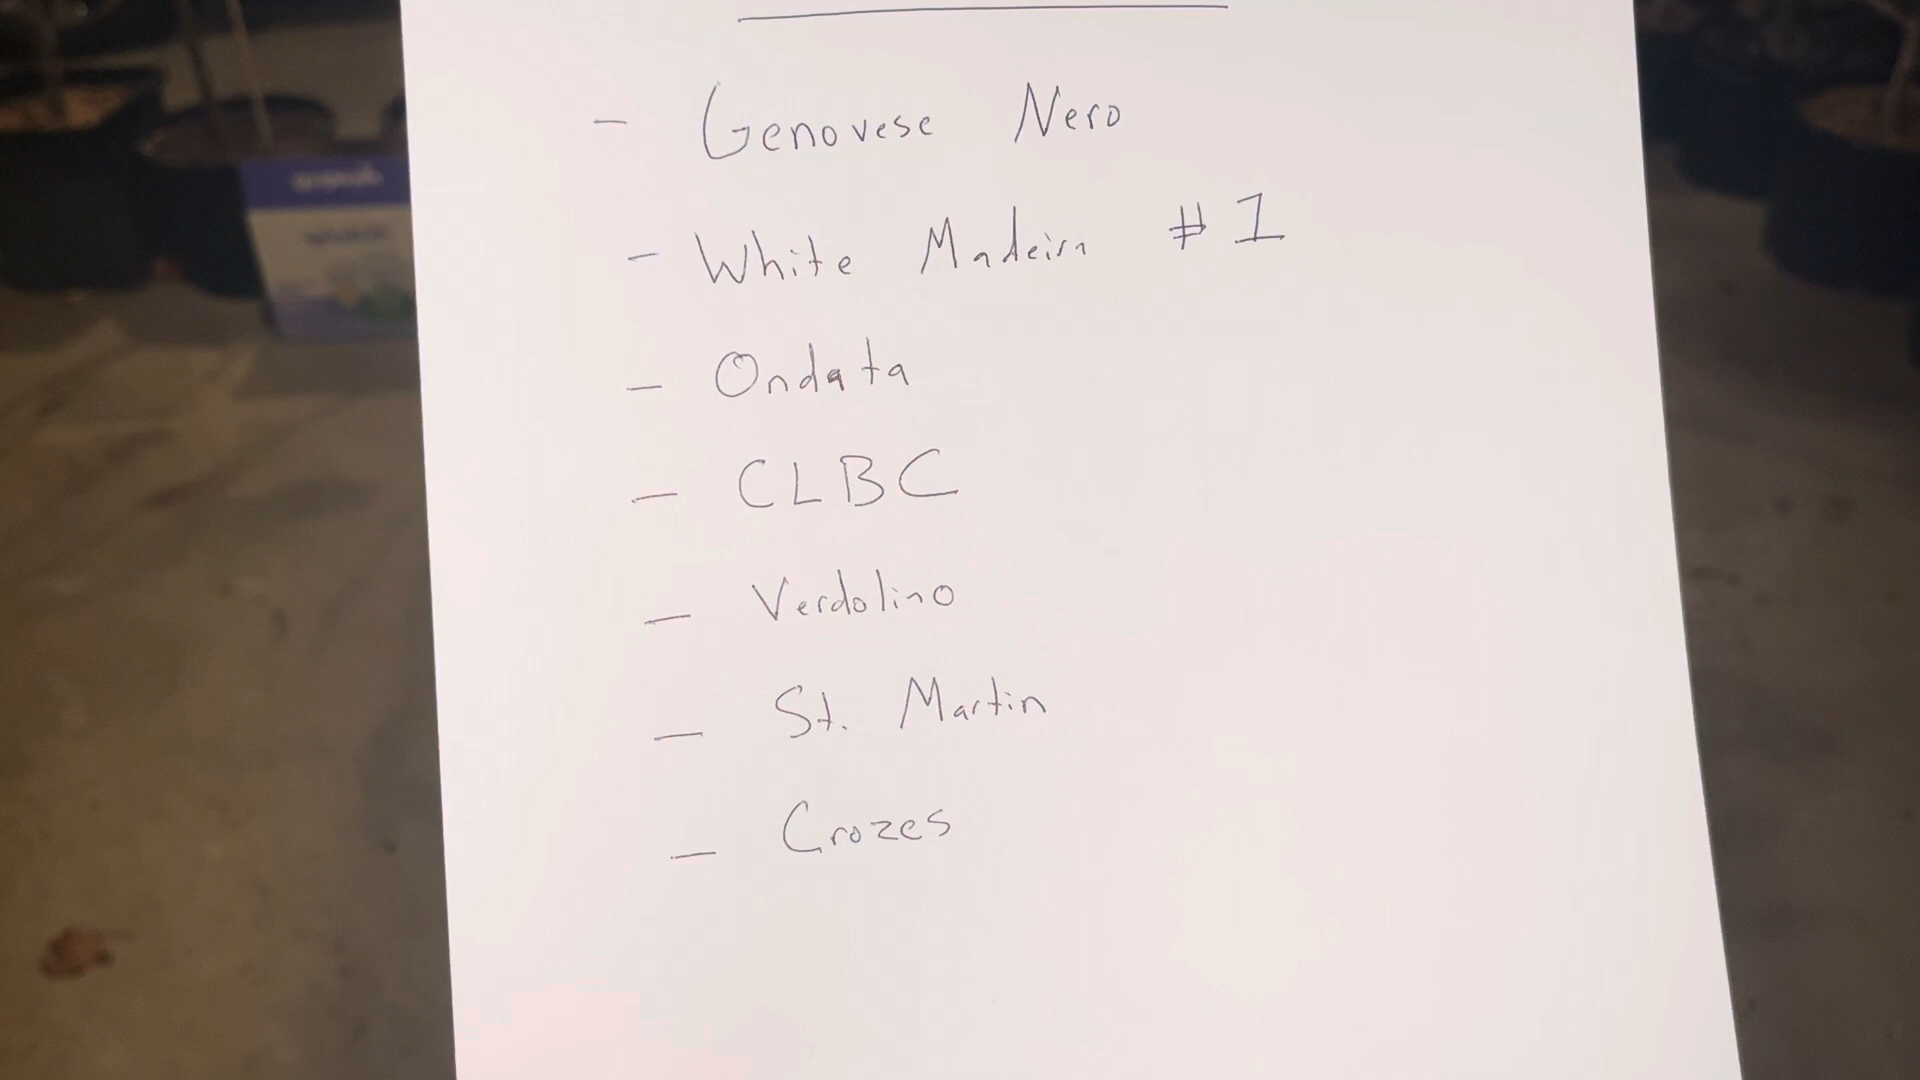 - Genovese Nero
- White Madeira #1
- Ondata
- CLBC
- Verdolino
- St. Martin
- Crozes